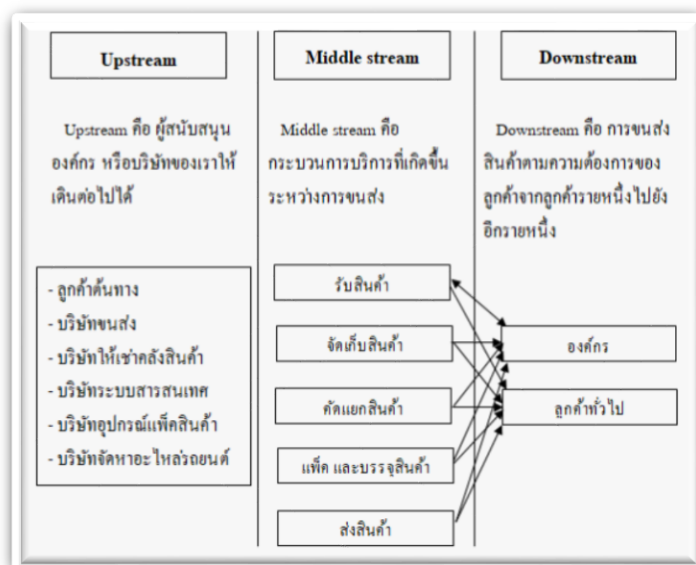 Upstream
Upstream คือ ผู้สนับสนุน
องค์กร หรือบริษัทของเราให้
เดินต่อไปได้
- ลูกค้าต้นทาง
- บริษัทขนส่ง
- บริษัทให้เช่าคลังสินค้า
- บริษัทระบบสารสนเทศ
- บริษัทอุปกรณ์แพ็คสินค้า
- บริษัทจัดหาอะไหล่รถยนต์
Middle stream
Middle stream คือ
กระบวนการบริการที่เกิดขึ้น
ระหว่างการขนส่ง
รับสินค้า
จัดเก็บสินค้า
คัดแยกสินค้า
แพ็ค และบรรจุสินค้า
ส่งสินค้า
Downstream
Downstream คือ การขนส่ง
สินค้าตามความต้องการของ
ลูกค้าจากลูกค้ารายหนึ่งไปยัง
อีกรายหนึ่ง
องค์กร
ลูกค้าทั่วไป